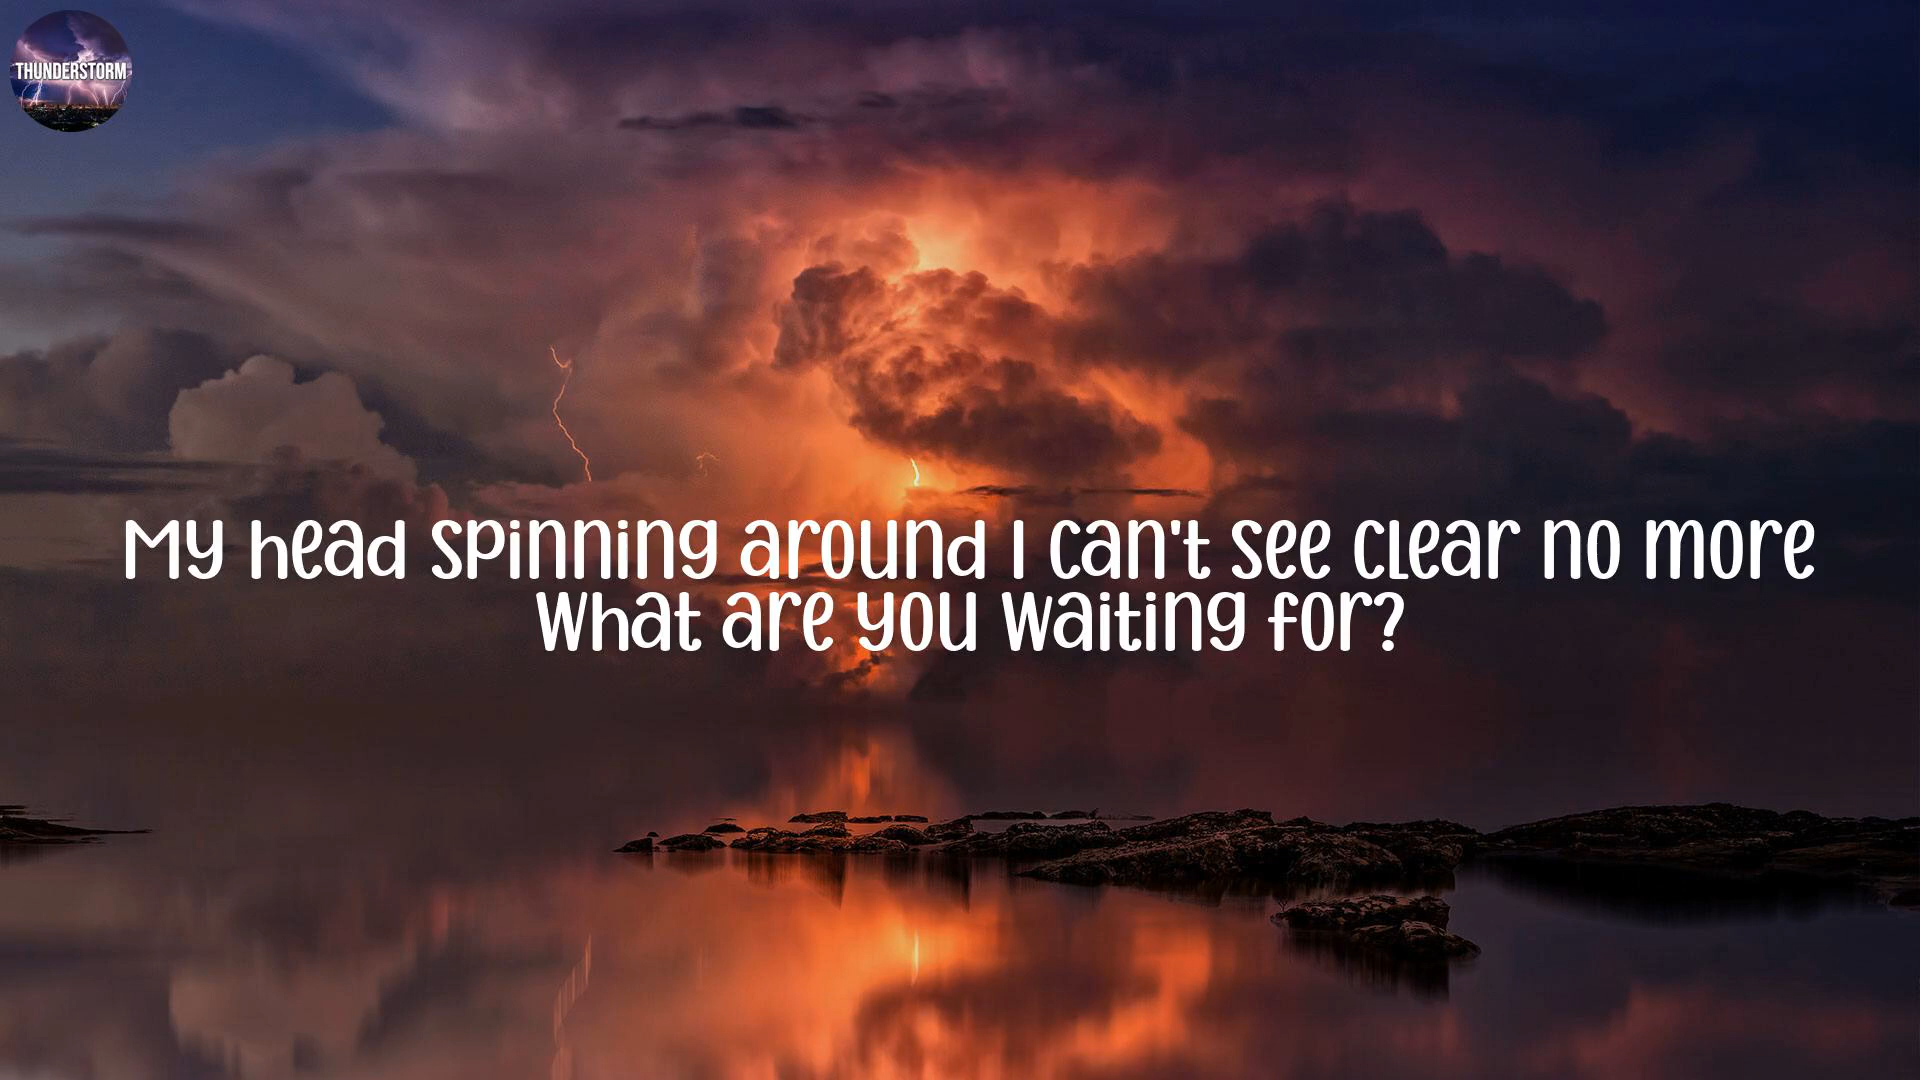 THUNDERSTORM
My head spinning around I can't see clear no more
What are you waiting for?